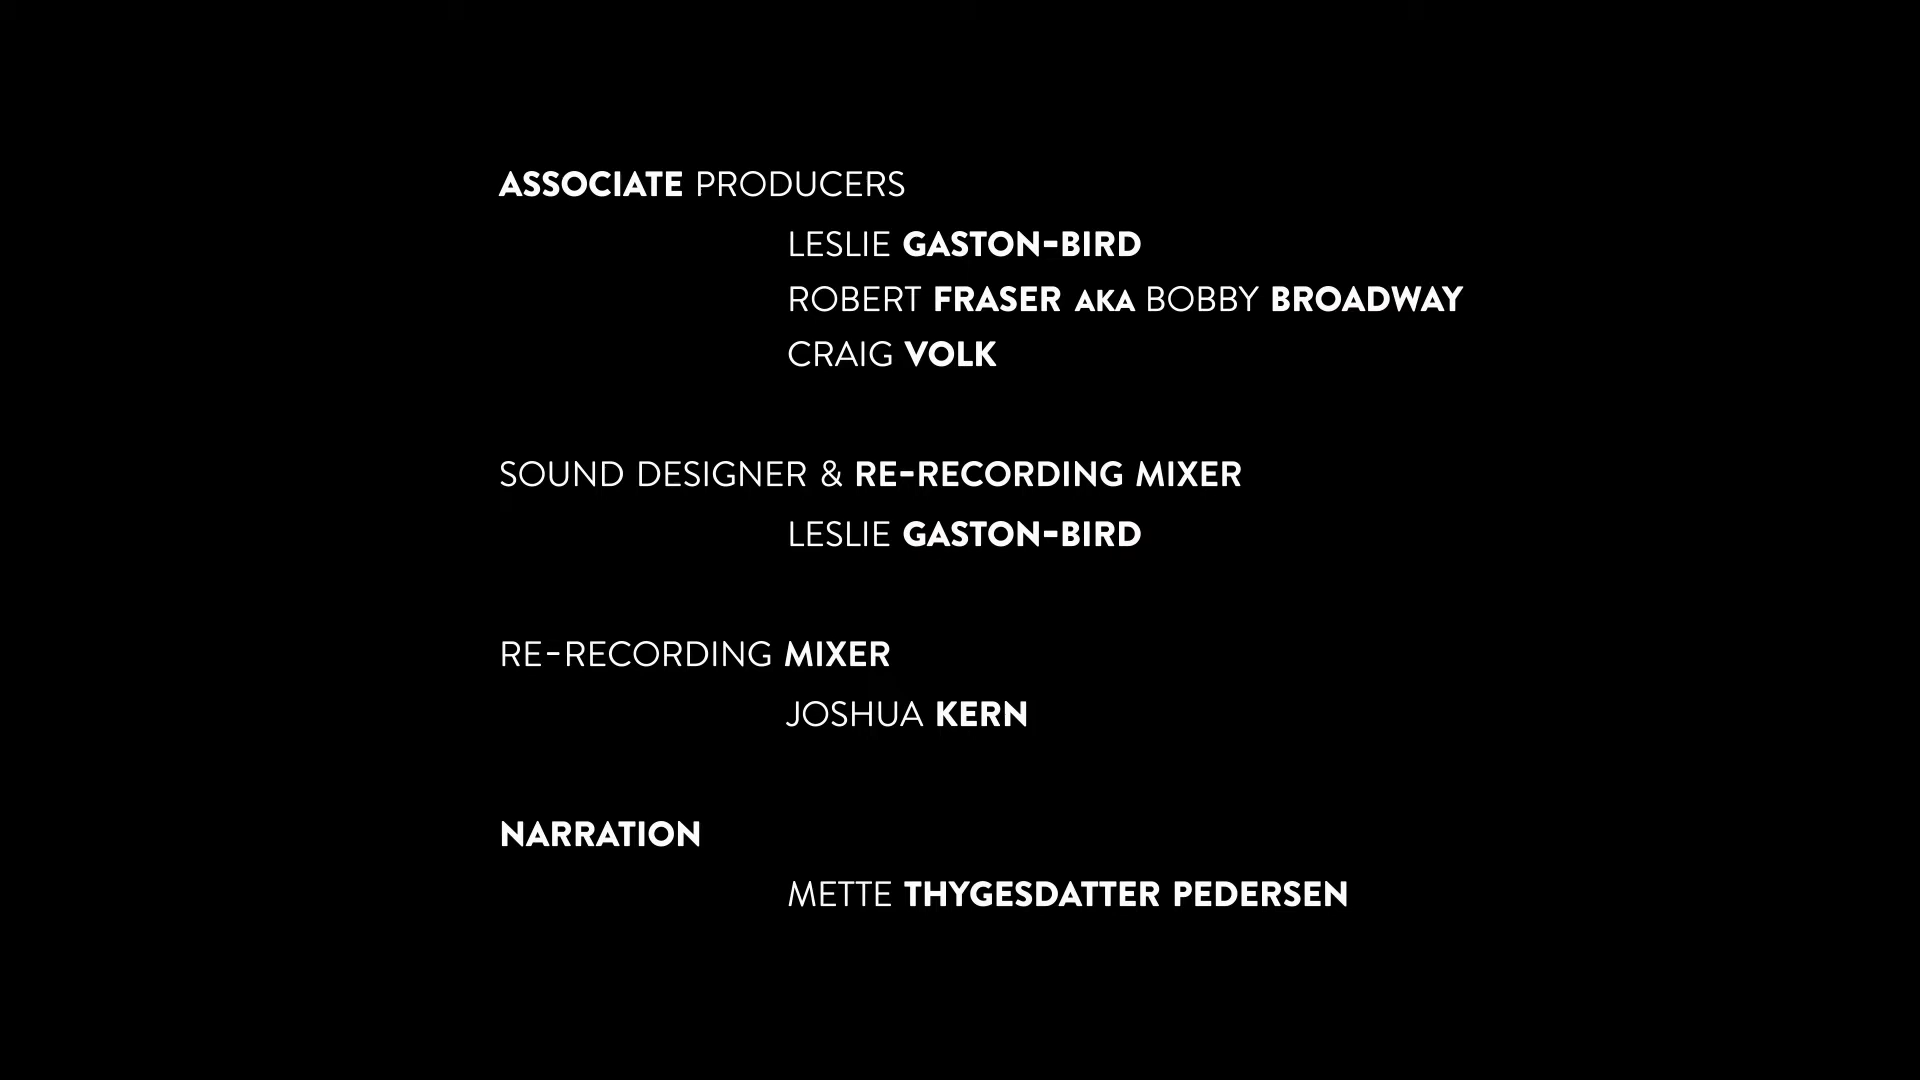 ASSOCIATE PRODUCERS
LESLIE GASTON-BIRD
ROBERT FRASER AKA BOBBY BROADWAY
CRAIG VOLK
SOUND DESIGNER & RE-RECORDING MIXER
LESLIE GASTON-BIRD
RE-RECORDING MIXER
JOSHUA KERN
NARRATION
METTE THYGESDATTER PEDERSEN